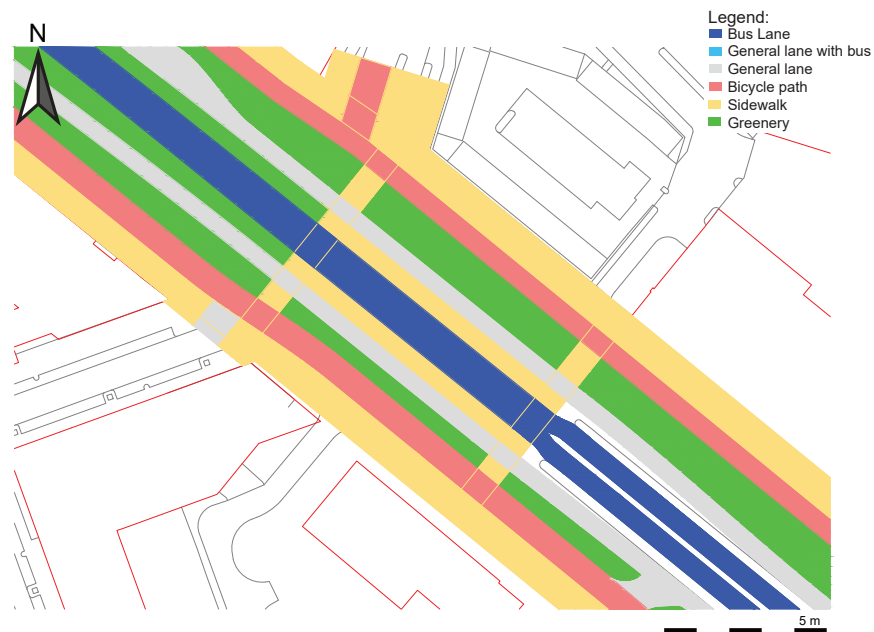 N
Legend:
Bus Lane
General lane with bus
General lane
Bicycle path
Sidewalk
Greenery
5 m